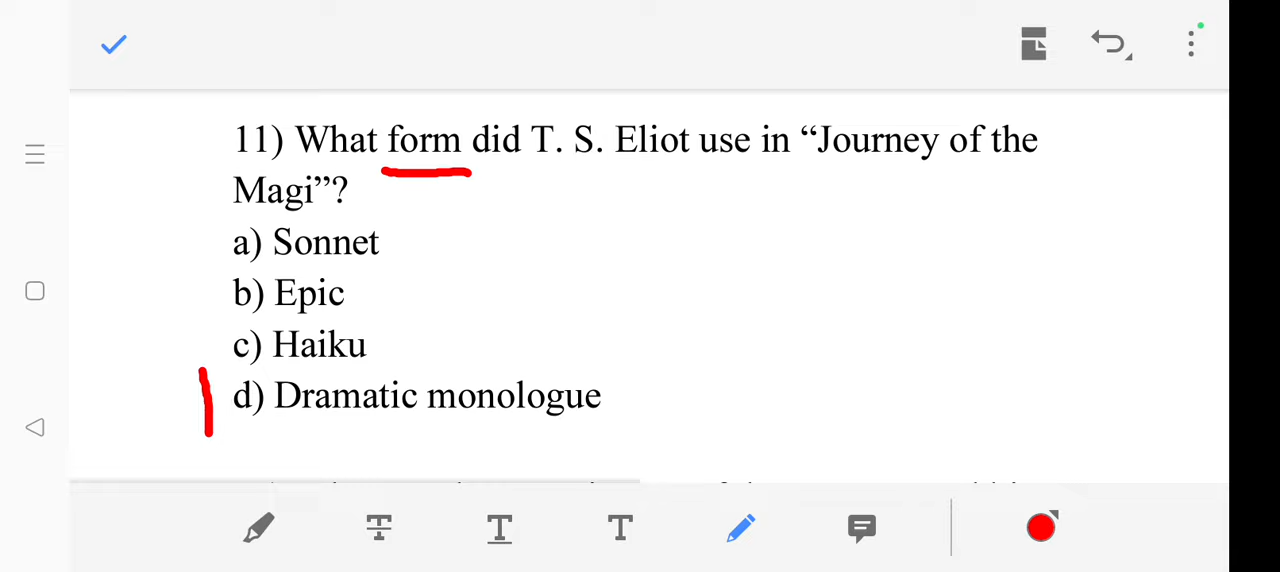 11) What form did T. S. Eliot use in “Journey of the
Magi”?
a) Sonnet
b) Epic
c) Haiku
d) Dramatic monologue